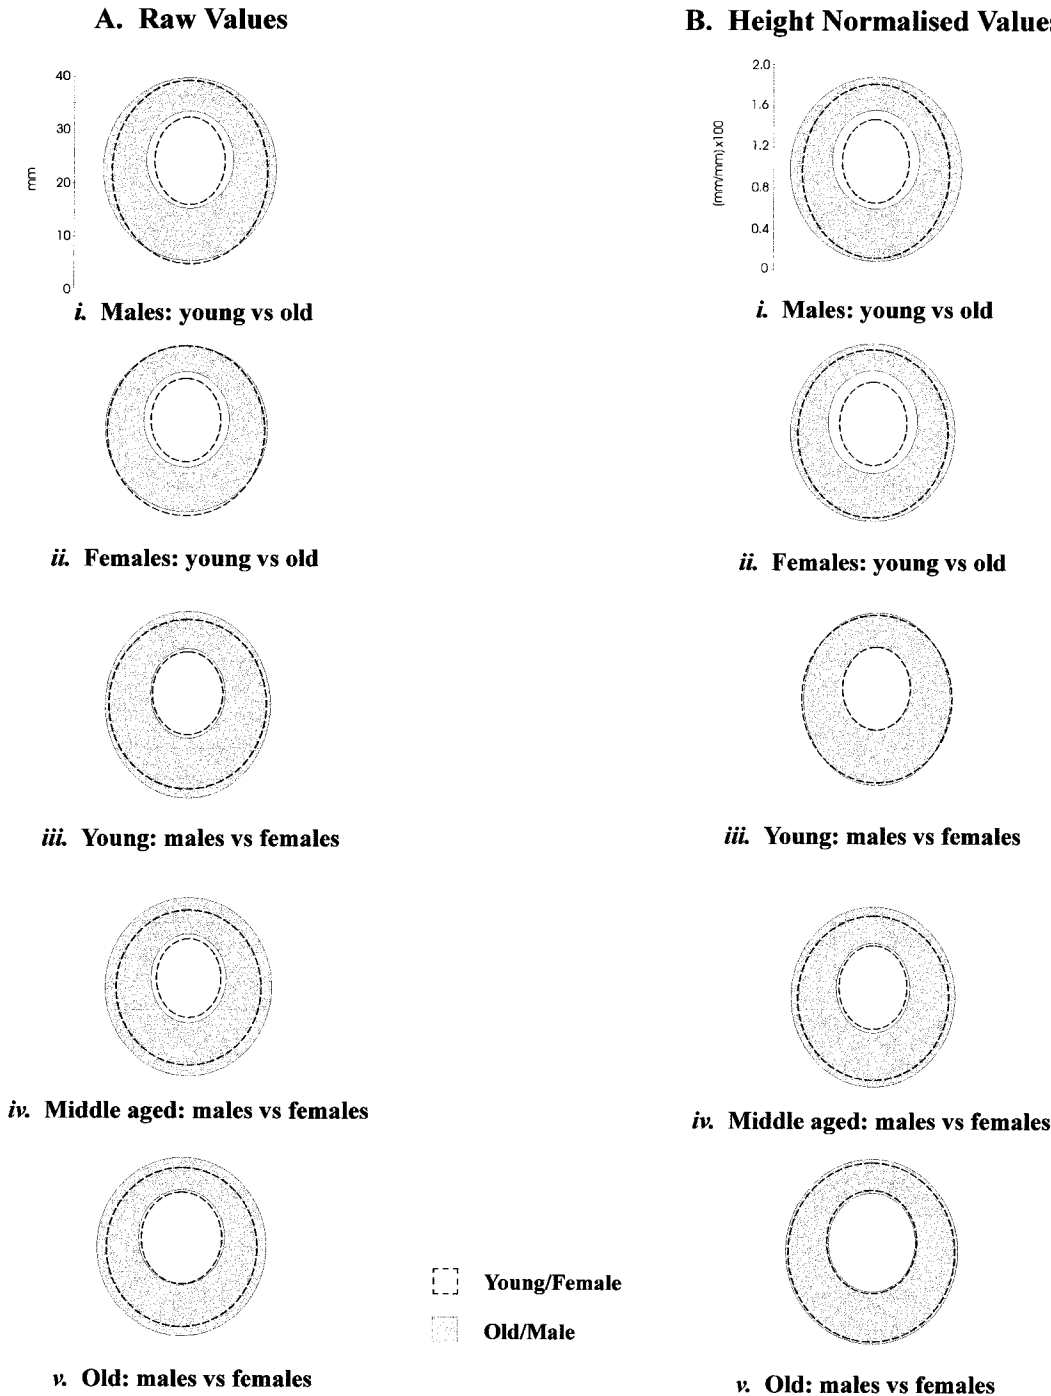 A. Raw Values
40
30
mm
20
10
0
i. Males: young vs old
ii. Females: young vs old
iii. Young: males vs females
iv. Middle aged: males vs females
v. Old: males vs females
B. Height Normalised Values
2.0
1.6
(mm/mm) x100
1.2
0.8
0.4
0
i. Males: young vs old
ii. Females: young vs old
iii. Young: males vs females
iv. Middle aged: males vs females
v. Old: males vs females
Young/Female
Old/Male